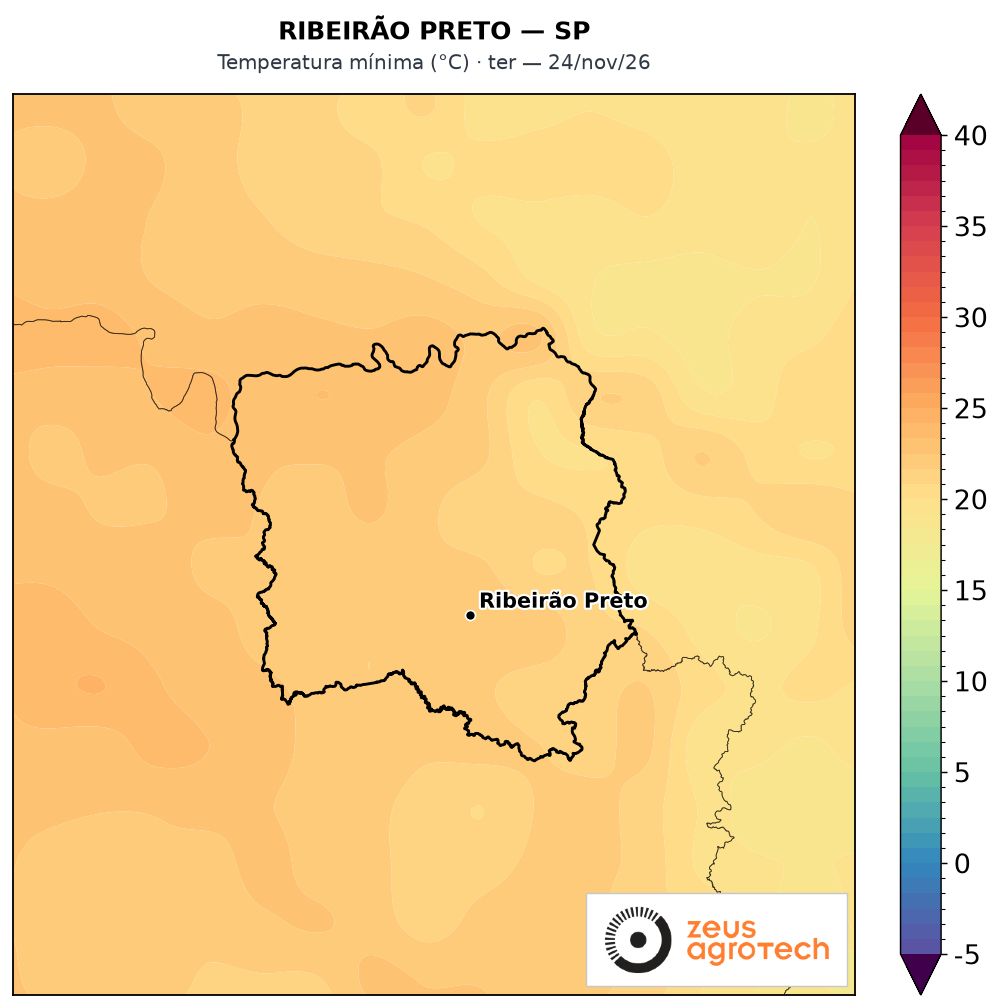 RIBEIRÃO PRETO — SP
Temperatura mínima (°C) · ter — 24/nov/26
40
35
30
25
20
15
10
5
0
-5
Ribeirão Preto
zeus
agrotech